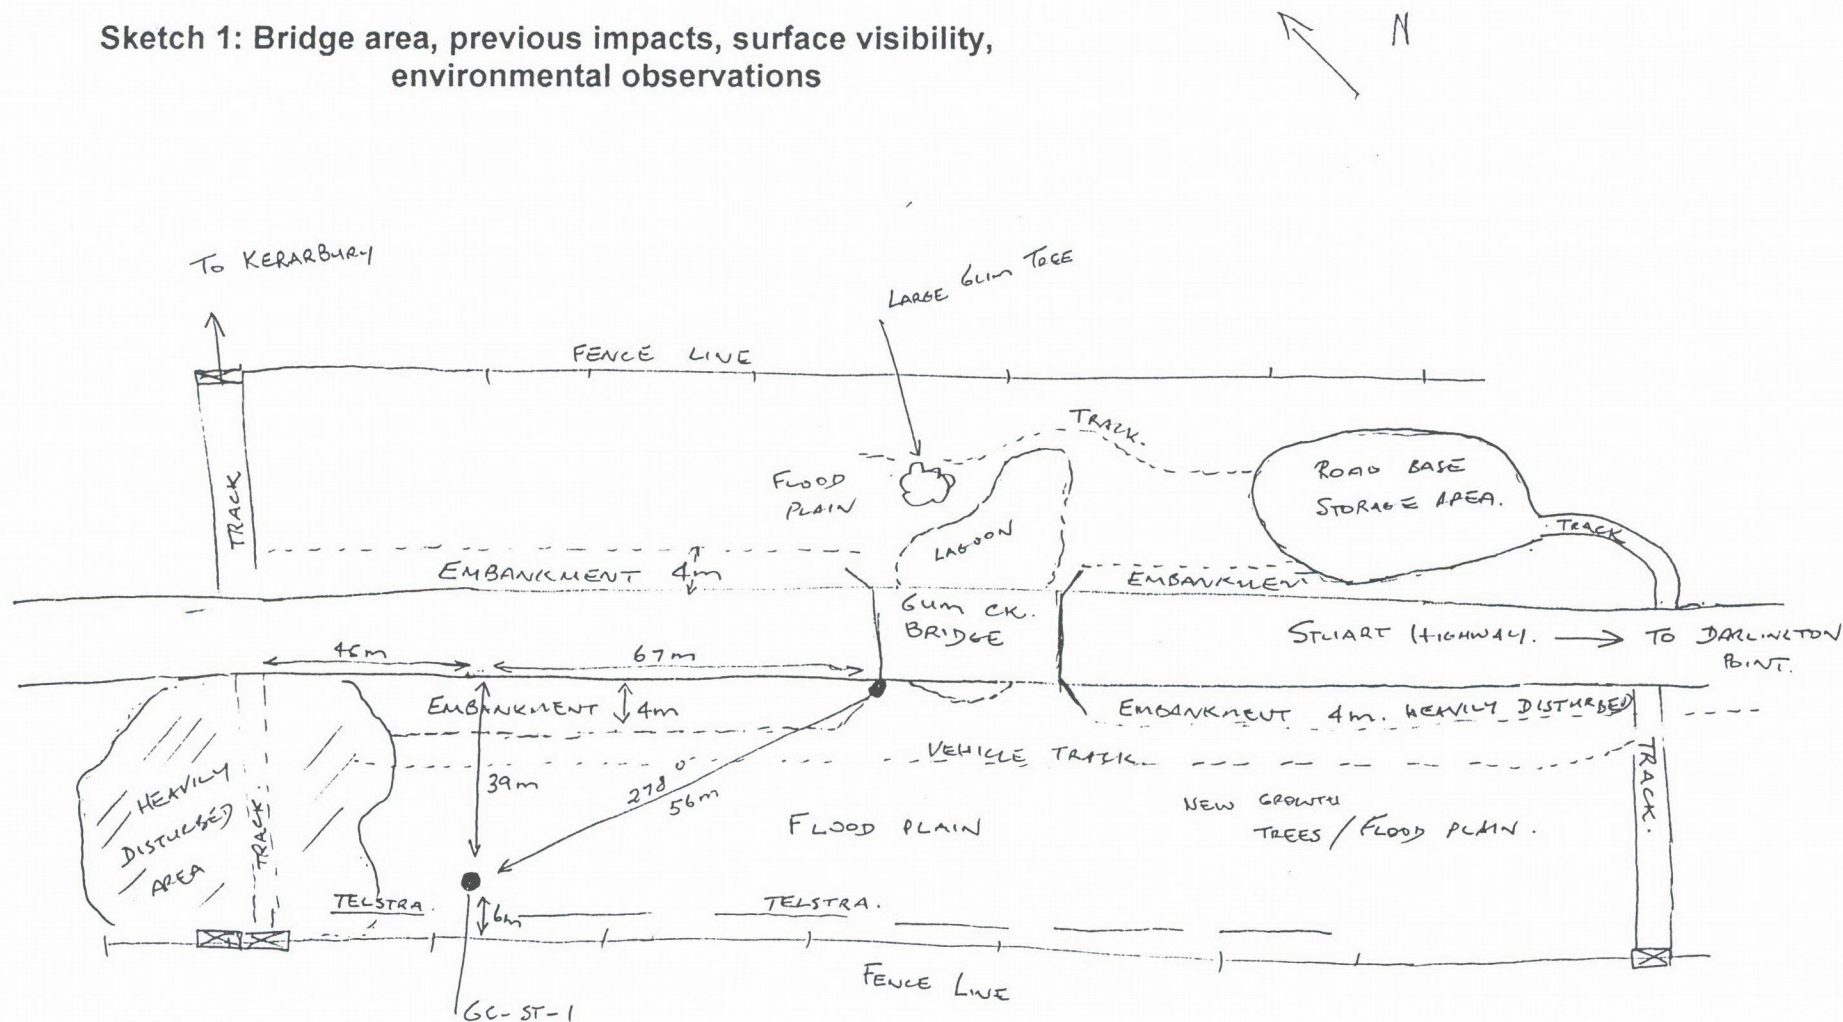 Sketch 1: Bridge area, previous impacts, surface visibility,
environmental observations
N
TO KERARBURY
LARGE GUM TREE
FENCE LINE
TRACK.
FLOOD
PLAIN
ROAD BASE
STORAGE AREA.
TRACK
TRACK
LAGOON
EMBANKMENT 4m
EMBANKMENT
GUM CK.
BRIDGE
STUART HIGHWAY. TO DARLINGTON
POINT.
67m
EMBANKMENT 4m
EMBANKMENT 4m. HEAVILY DISTURBED
VEHICLE TRACK
39m
278°
56m
HEAVILY
DISTURBED
AREA
TRACK.
TRACK.
FLOOD PLAIN
NEW GROWTH
TREES / FLOOD PLAIN.
TELSTRA.
6m
TELSTRA.
FENCE LINE
GC-ST-1